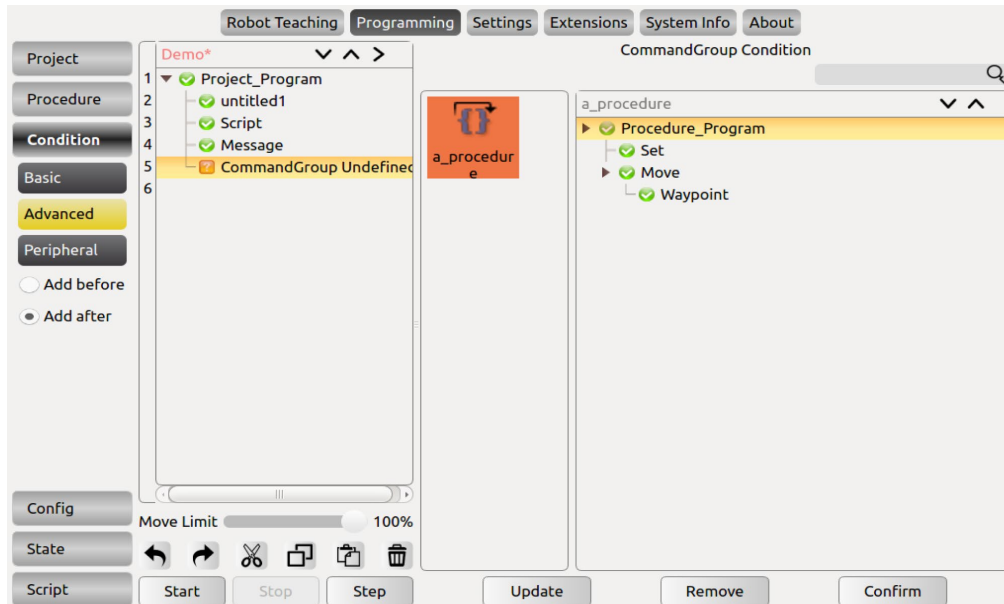 Robot Teaching Programming Settings Extensions System Info About
Project
Procedure
Condition
Basic
Advanced
Peripheral
Add before
Add after
Config
State
Script
Demo*
1 Project_Program
2 untitled1
3 Script
4 Message
5 CommandGroup Undefined
6
Move Limit 100%
Start Stop Step
CommandGroup Condition
a_procedur
e
a_procedure
Procedure_Program
Set
Move
Waypoint
Update Remove Confirm